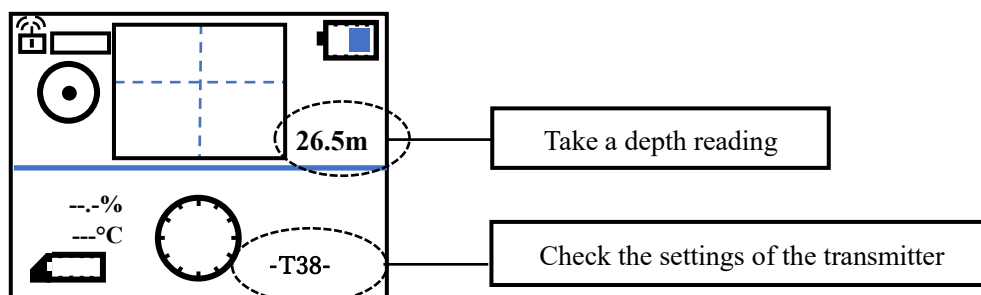 26.5m
Take a depth reading
--.-%
---°C
-T38-
Check the settings of the transmitter